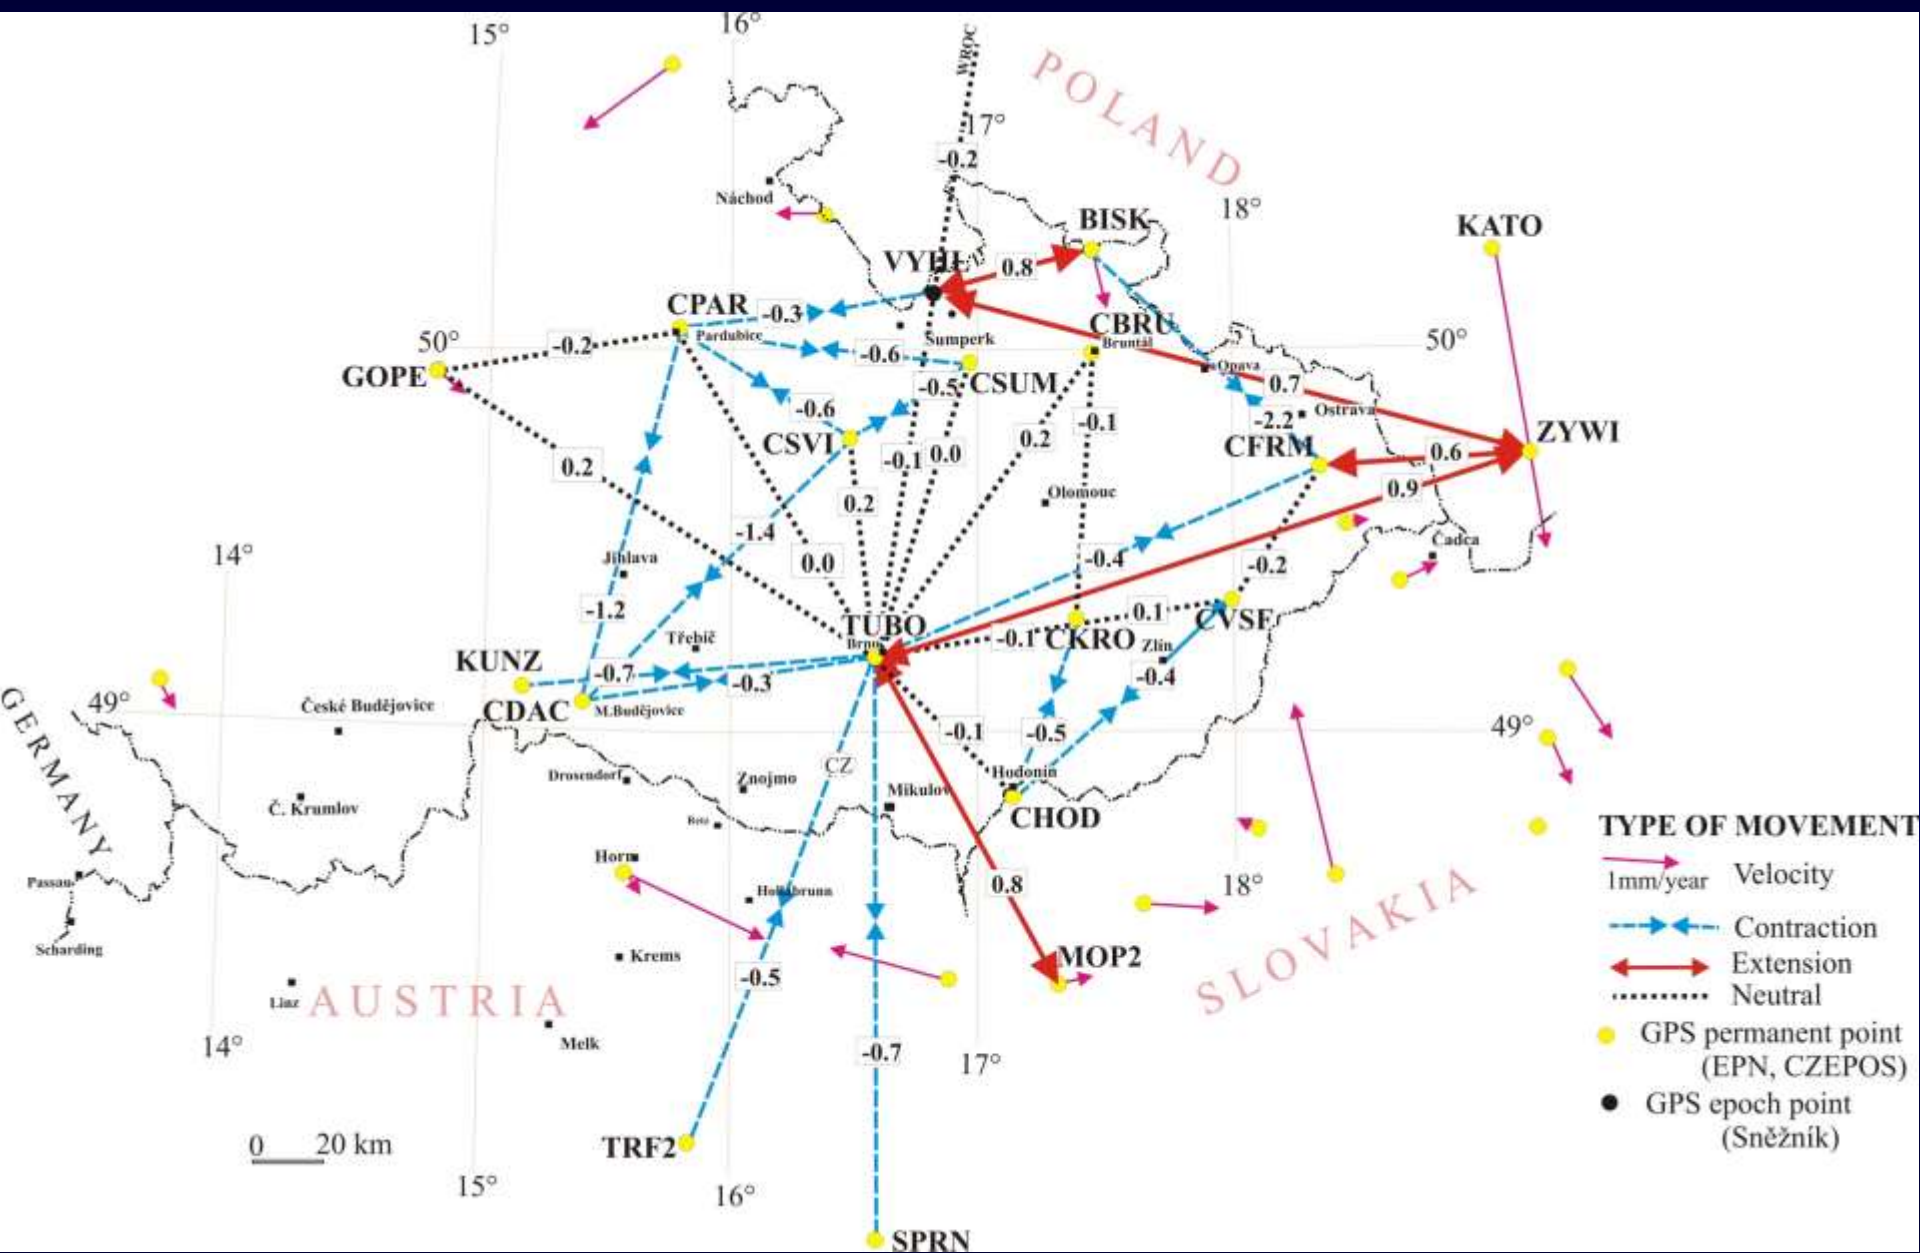 15°
16°
WROC
POLAND
17°
-0.2
Náchod
BISK
18°
KATO
VYHL
0.8
CPAR
-0.3
CBRU
50°
-0.2
Pardubice
Šumperk
Bruntál
50°
GOPE
-0.6
-0.5
CSUM
Opava
0.7
-0.6
-0.1
-2.2
Ostrava
CSVI
0.2
CFRM
ZYWI
0.2
-0.1
0.0
0.6
0.2
Olomouc
0.9
-1.4
14°
Jihlava
0.0
-0.4
-0.2
Čadca
-1.2
TUBO
0.1
CVSE
Třebíč
Brno
-0.1
CKRO
Zlín
KUNZ
-0.7
-0.3
-0.4
49°
České Budějovice
CDAC
M.Budějovice
GERMANY
-0.1
-0.5
49°
CZ
Drosendorf
Znojmo
Hodonín
Mikulov
Č. Krumlov
Retz
CHOD
TYPE OF MOVEMENT
Horn
Passau
0.8
18°
1mm/year
Velocity
Hollabrunn
SLOVAKIA
Contraction
Scharding
Krems
MOP2
-0.5
Extension
Linz
AUSTRIA
Neutral
14°
Melk
-0.7
17°
GPS permanent point
(EPN, CZEPOS)
GPS epoch point
(Sněžník)
0
20 km
TRF2
15°
16°
SPRN